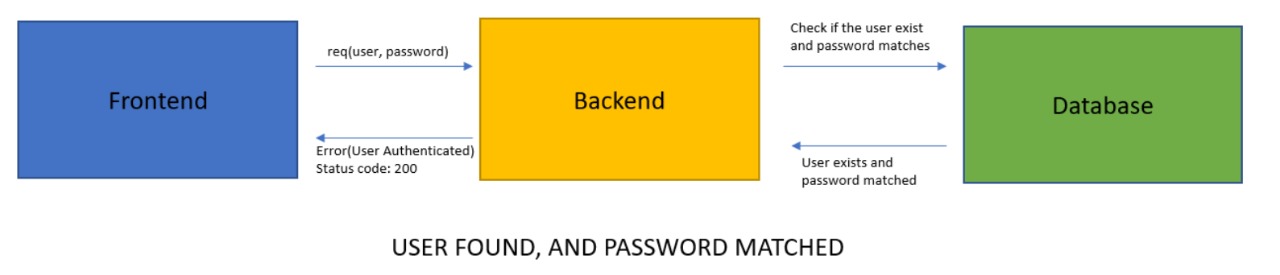 Frontend
req(user, password)
Error(User Authenticated)
Status code: 200
Backend
Check if the user exist
and password matches
User exists and
password matched
Database
USER FOUND, AND PASSWORD MATCHED